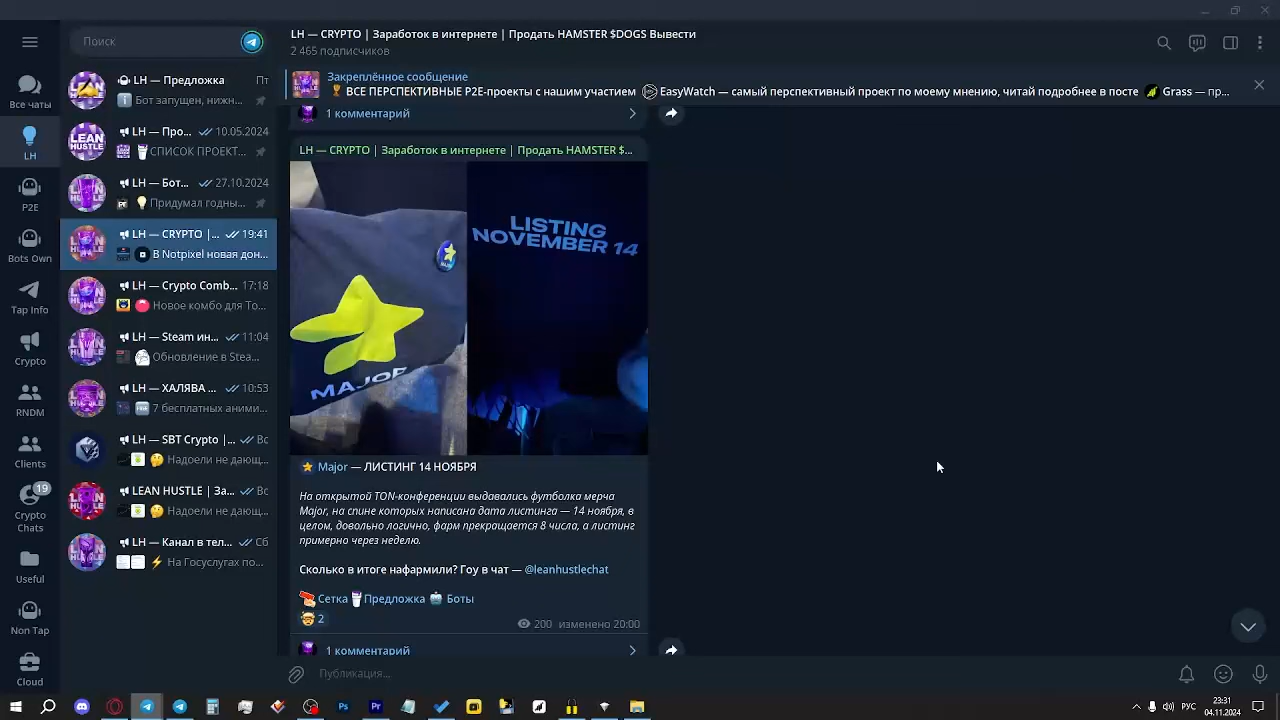 Поиск
Все чаты
LH
P2E
Bots Own
Tap Info
Crypto
RNDM
Clients
19
Crypto
Chats
Useful
Non Tap
Cloud
LH — Предложка Пт
Бот запущен, нижн...
LH — Про... 10.05.2024
СПИСОК ПРОЕКТ...
LH — Бот... 27.10.2024
Придумал годны...
LH — CRYPTO |... 19:41
В Notpixel новая дон...
LH — Crypto Comb... 17:18
Новое комбо для То...
LH — Steam ин... 11:04
Обновление в Stea...
LH — ХАЛЯВА ... 10:53
7 бесплатных аними...
LH — SBT Crypto |... Вс
Надоели не дающ...
LEAN HUSTLE | За... Вс
Надоели не дающ...
LH — Канал в тел... Сб
На Госуслугах по...
LH — CRYPTO | Заработок в интернете | Продать HAMSTER $DOGS Вывести
2 465 подписчиков
Закреплённое сообщение
ВСЕ ПЕРСПЕКТИВНЫЕ P2E-проекты с нашим участием EasyWatch — самый перспективный проект по моему мнению, читай подробнее в посте Grass — пр...
1 комментарий
LH — CRYPTO | Заработок в интернете | Продать HAMSTER $...
MAJOR
LISTING
NOVEMBER 14
Major — ЛИСТИНГ 14 НОЯБРЯ
На открытой TON-конференции выдавались футболка мерча
Major, на спине которых написана дата листинга — 14 ноября, в
целом, довольно логично, фарм прекращается 8 числа, а листинг
примерно через неделю.
Сколько в итоге нафармили? Гоу в чат — @leanhustlechat
Сетка Предложка Боты
2
200 изменено 20:00
1 комментарий
Публикация...
Ps
Pr
РУС
23:31
04.11.2024